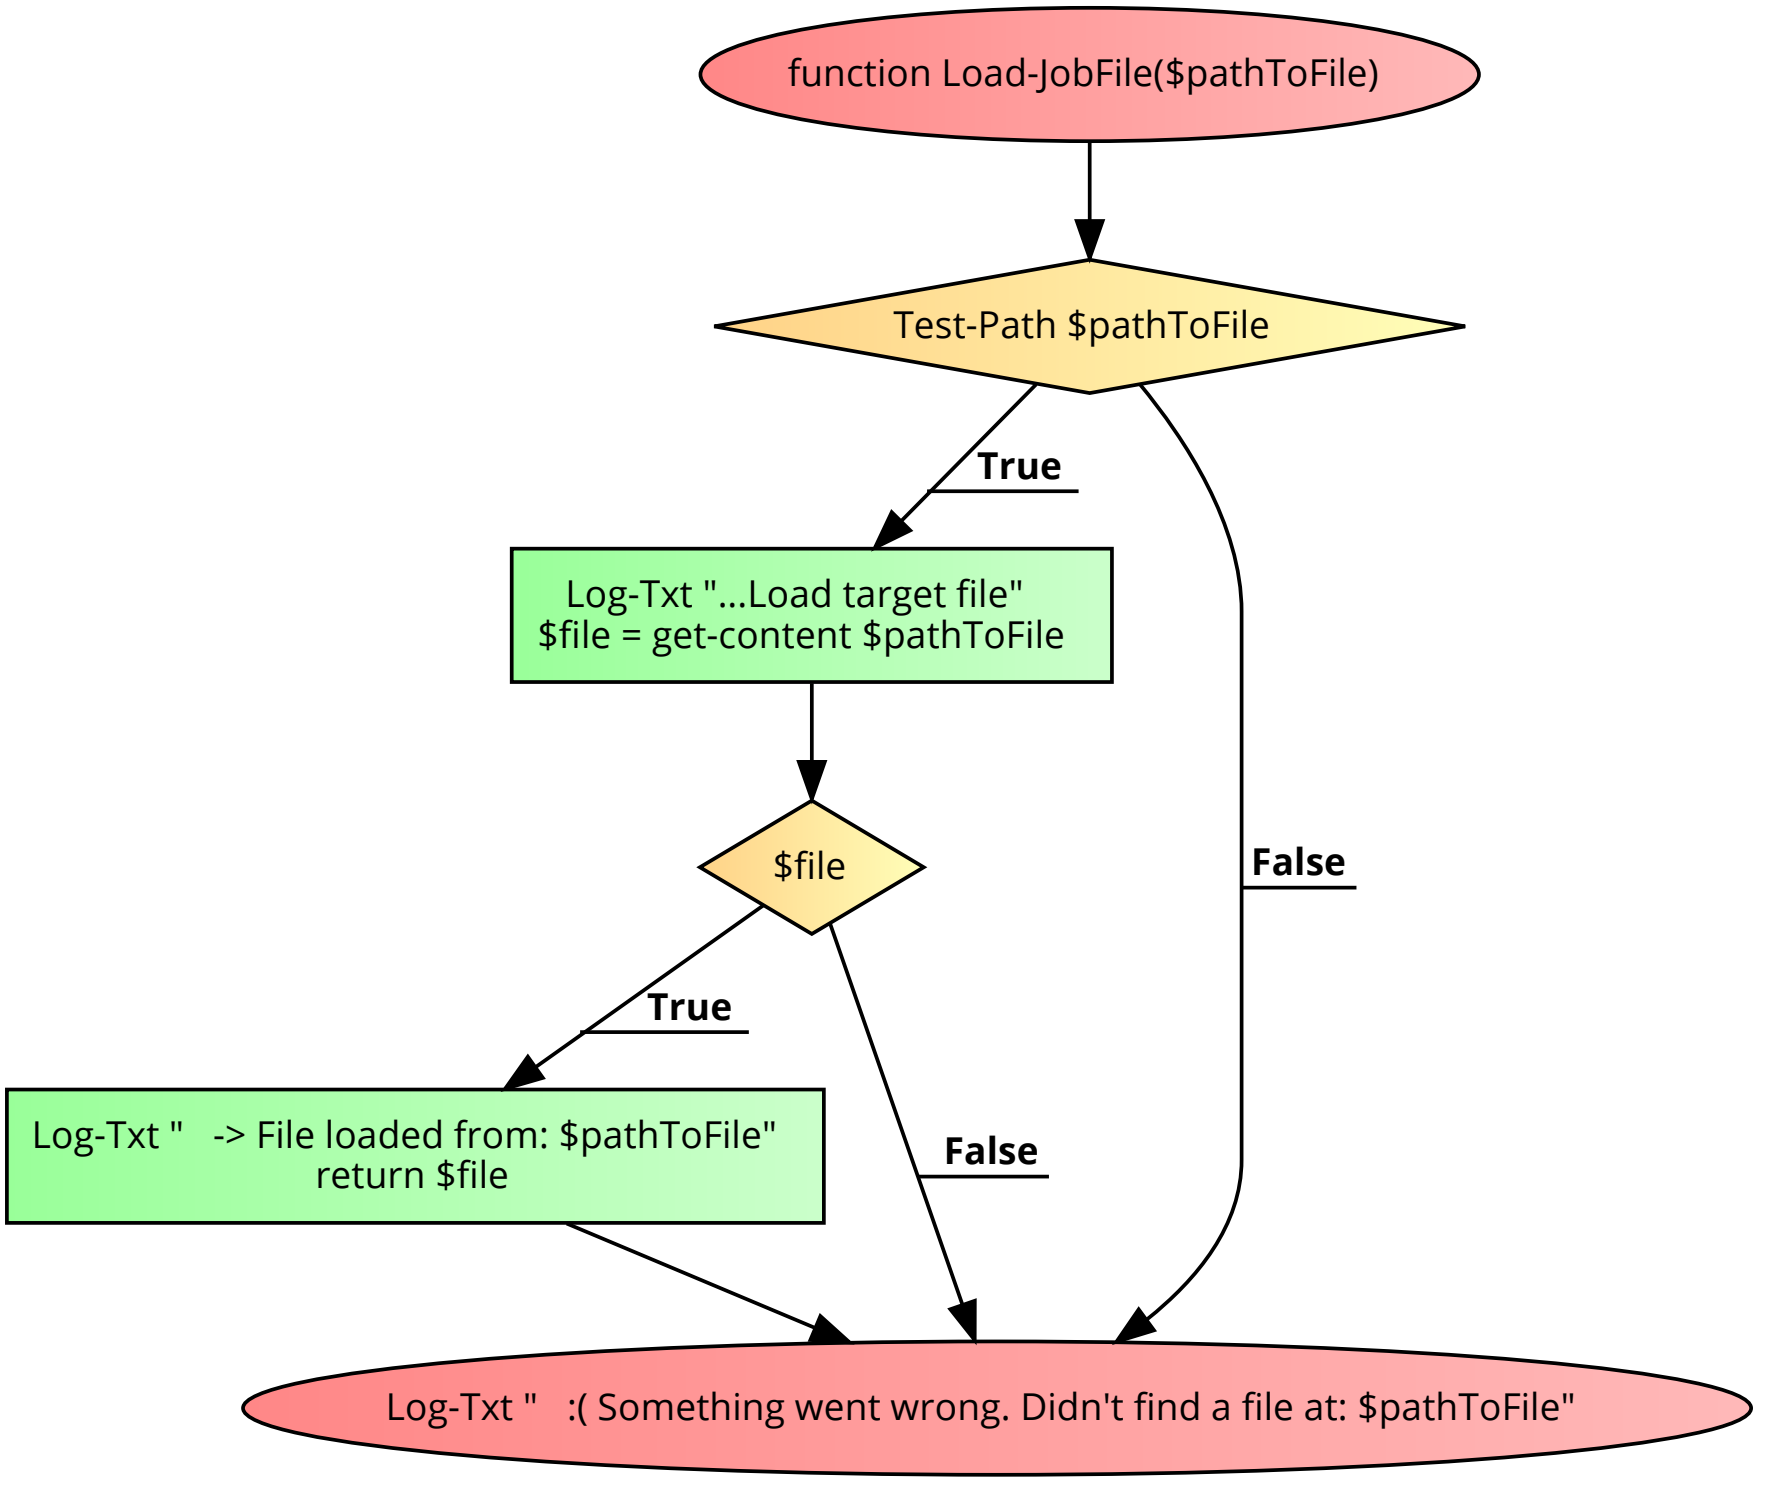 function Load-JobFile($pathToFile)
Test-Path $pathToFile
True
Log-Txt "...Load target file"
$file = get-content $pathToFile
$file
False
True
Log-Txt "   -> File loaded from: $pathToFile"
return $file
False
Log-Txt "   :( Something went wrong. Didn't find a file at: $pathToFile"